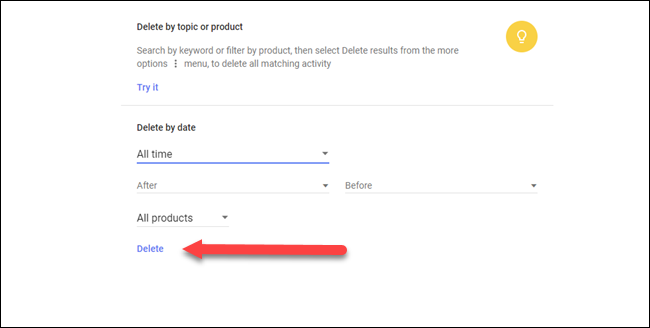 Delete by topic or product
Search by keyword or filter by product, then select Delete results from the more
options ⋮ menu, to delete all matching activity
Try it
Delete by date
All time
After Before
All products
Delete